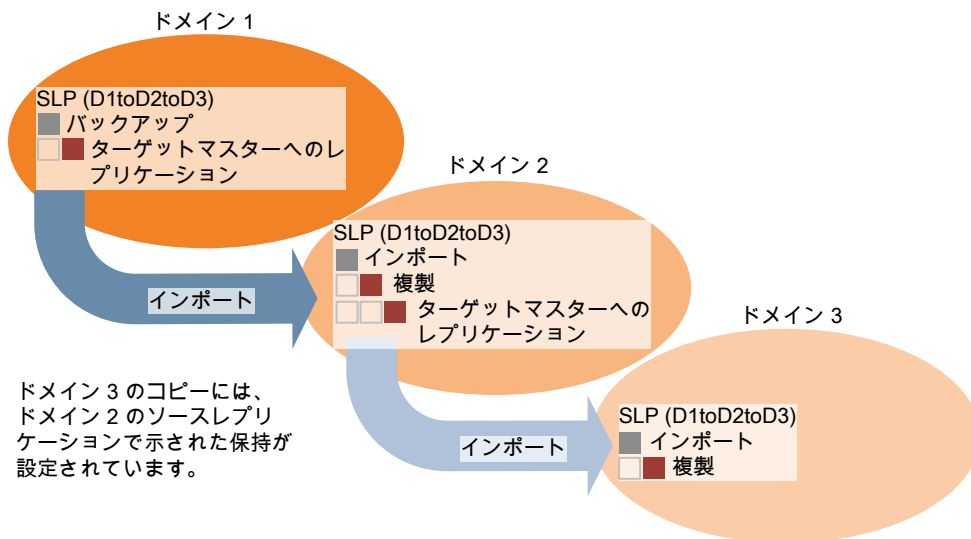 ドメイン 1
SLP (D1toD2toD3)
バックアップ
ターゲットマスターへのレ
プリケーション
インポート
ドメイン 2
SLP (D1toD2toD3)
インポート
複製
ターゲットマスターへの
レプリケーション
インポート
ドメイン 3
SLP (D1toD2toD3)
インポート
複製
ドメイン 3 のコピーには、
ドメイン 2 のソースレプリ
ケーションで示された保持が
設定されています。